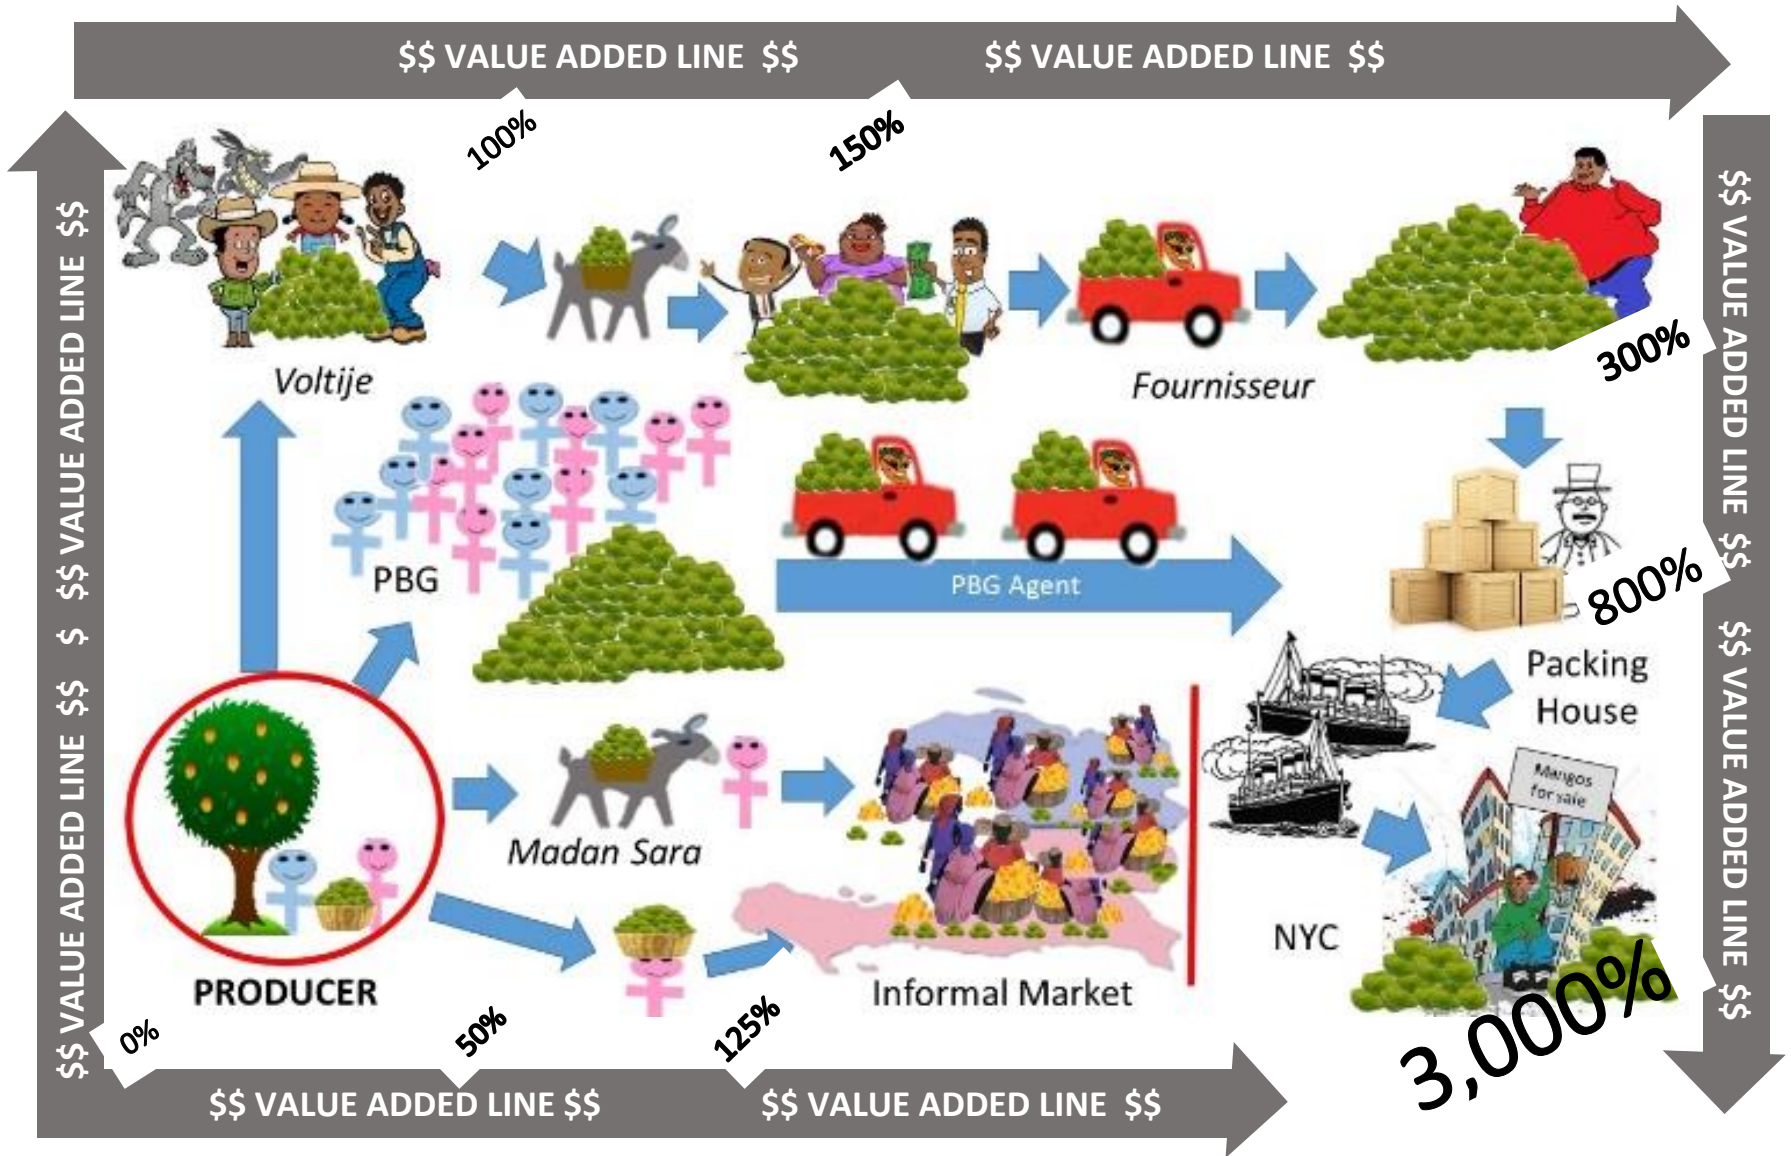 $$ VALUE ADDED LINE $$
$$ VALUE ADDED LINE $$
100%
150%
$$ VALUE ADDED LINE $$
$
$$ VALUE ADDED LINE $$
$$ VALUE ADDED LINE $$
$$ VALUE ADDED LINE $$
Voltije
Fournisseur
300%
PBG
PBG Agent
800%
Packing
House
Mangos
for sale
Madan Sara
NYC
PRODUCER
Informal Market
0%
50%
125%
3,000%
$$ VALUE ADDED LINE $$
$$ VALUE ADDED LINE $$